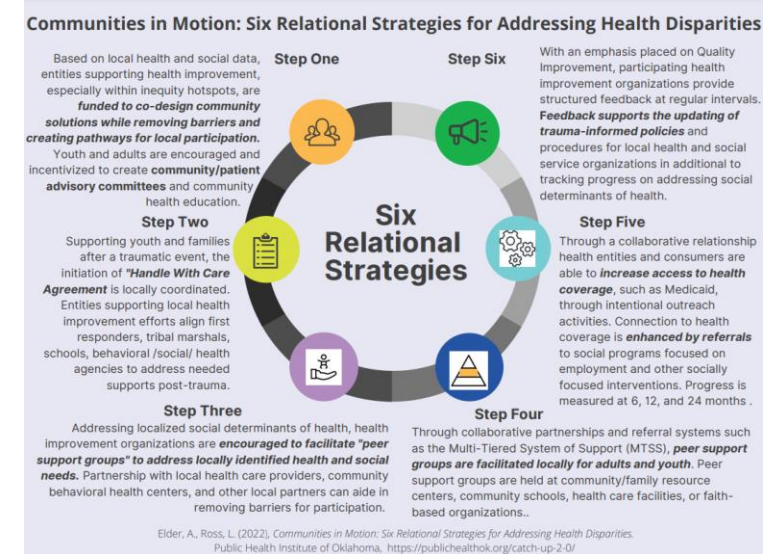 Communities in Motion: Six Relational Strategies for Addressing Health Disparities
Step One
Based on local health and social data,
entities supporting health improvement,
especially within inequity hotspots, are
funded to co-design community
solutions while removing barriers and
creating pathways for local participation.
Youth and adults are encouraged and
incentivized to create community/patient
advisory committees and community
health education.
Step Two
Supporting youth and families
after a traumatic event, the
initiation of "Handle With Care
Agreement is locally coordinated.
Entities supporting local health
improvement efforts align first
responders, tribal marshals,
schools, behavioral /social/ health
agencies to address needed
supports post-trauma.
Step Three
Addressing localized social determinants of health, health
improvement organizations are encouraged to facilitate "peer
support groups" to address locally identified health and social
needs. Partnership with local health care providers, community
behavioral health centers, and other local partners can aide in
removing barriers for participation.
Six
Relational
Strategies
Step Six
With an emphasis placed on Quality
Improvement, participating health
improvement organizations provide
structured feedback at regular intervals.
Feedback supports the updating of
trauma-informed policies and
procedures for local health and social
service organizations in additional to
tracking progress on addressing social
determinants of health.
Step Five
Through a collaborative relationship
health entities and consumers are
able to increase access to health
coverage, such as Medicaid,
through intentional outreach
activities. Connection to health
coverage is enhanced by referrals
to social programs focused on
employment and other socially
focused interventions. Progress is
measured at 6, 12, and 24 months .
Step Four
Through collaborative partnerships and referral systems such
as the Multi-Tiered System of Support (MTSS), peer support
groups are facilitated locally for adults and youth. Peer
support groups are held at community/family resource
centers, community schools, health care facilities, or faith-
based organizations..
Elder, A., Ross, L. (2022), Communities in Motion: Six Relational Strategies for Addressing Health Disparities.
Public Health Institute of Oklahoma, https://publichealthok.org/catch-up-2-0/